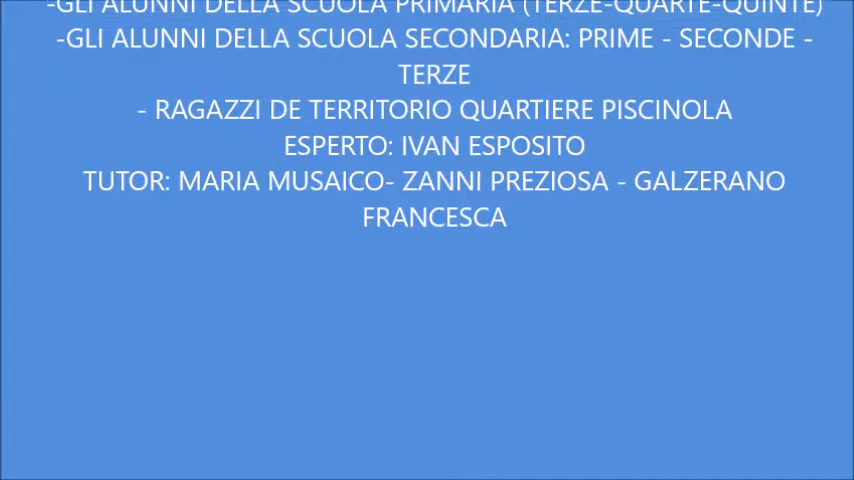 -GLI ALUNNI DELLA SCUOLA PRIMARIA (TERZE-QUARTE-QUINTE)
-GLI ALUNNI DELLA SCUOLA SECONDARIA: PRIME - SECONDE -
TERZE
- RAGAZZI DE TERRITORIO QUARTIERE PISCINOLA
ESPERTO: IVAN ESPOSITO
TUTOR: MARIA MUSAICO- ZANNI PREZIOSA - GALZERANO
FRANCESCA